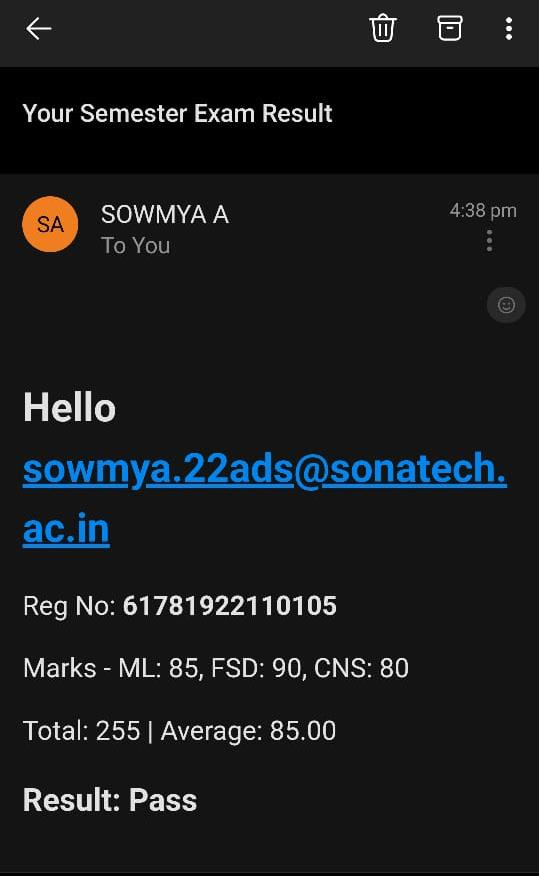 Your Semester Exam Result
SA
SOWMYA A
4:38 pm
To You
Hello
sowmya.22ads@sonatech.
ac.in
Reg No: 61781922110105
Marks - ML: 85, FSD: 90, CNS: 80
Total: 255 | Average: 85.00
Result: Pass